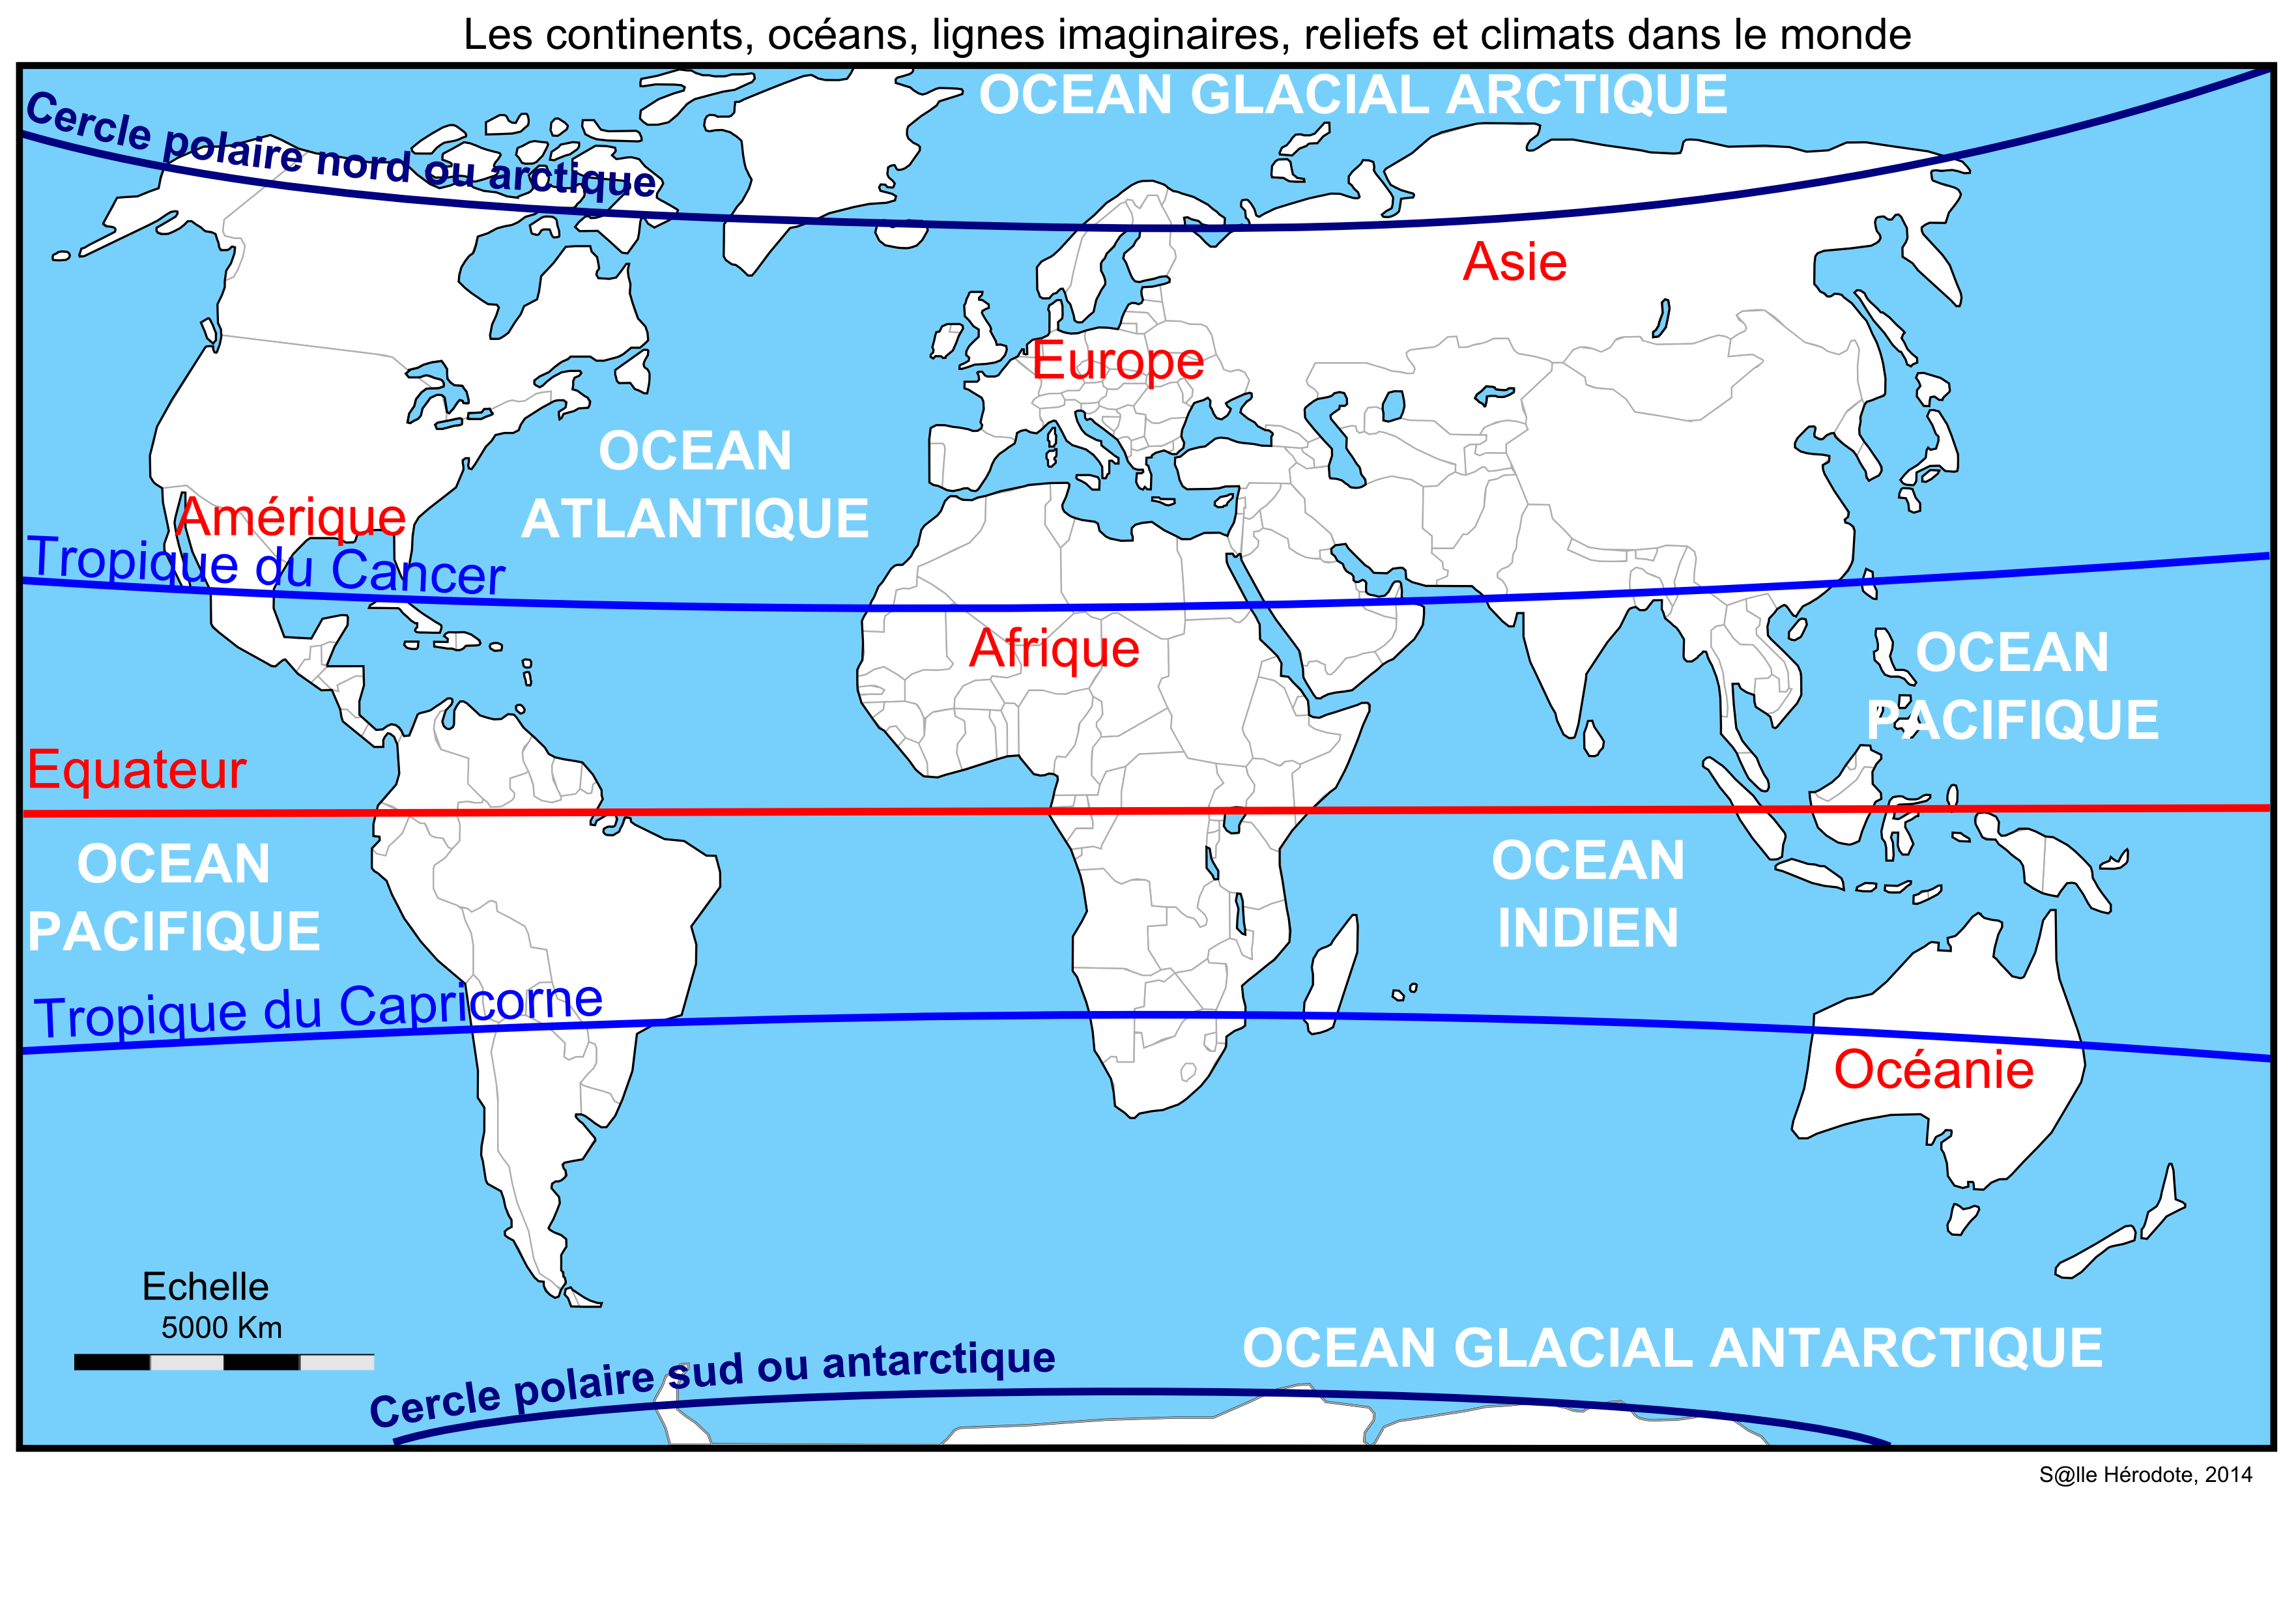 Les continents, océans, lignes imaginaires, reliefs et climats dans le monde
OCEAN GLACIAL ARCTIQUE
Cercle polaire nord ou arctique
Asie
Europe
OCEAN
ATLANTIQUE
Amérique
Tropique du Cancer
Afrique
OCEAN
PACIFIQUE
Equateur
OCEAN
PACIFIQUE
OCEAN
INDIEN
Tropique du Capricorne
Océanie
Echelle
5000 Km
OCEAN GLACIAL ANTARCTIQUE
Cercle polaire sud ou antarctique
S@lle Hérodote, 2014